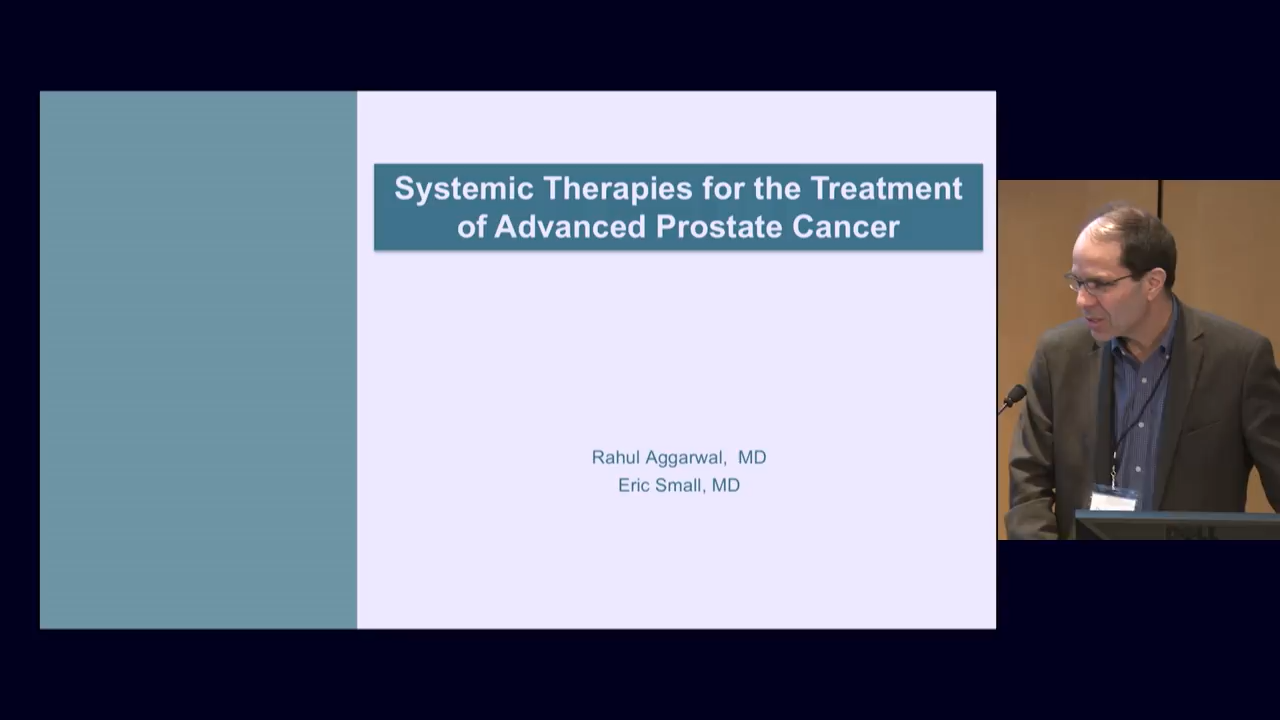 Systemic Therapies for the Treatment
of Advanced Prostate Cancer
Rahul Aggarwal,  MD
Eric Small, MD